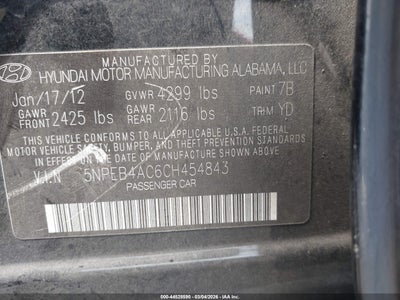 MANUFACTURED BY
HYUNDAI MOTOR MANUFACTURING ALABAMA, LLC
Jan/17/12 GVWR 4299 lbs PAINT 7B
GAWR FRONT 2425 lbs GAWR REAR 2116 lbs TRIM YD
THIS VEHICLE CONFORMS TO ALL APPLICABLE FEDERAL
MOTOR VEHICLE SAFETY, BUMPER, AND THEFT PREVENTION
STANDARDS IN EFFECT ON THE DATE OF MANUFACTURE SHOWN ABOVE.
V.I.N 5NPEB4AC6CH454843
PASSENGER CAR
000-44528590 - 03/04/2026 - IAA, Inc.